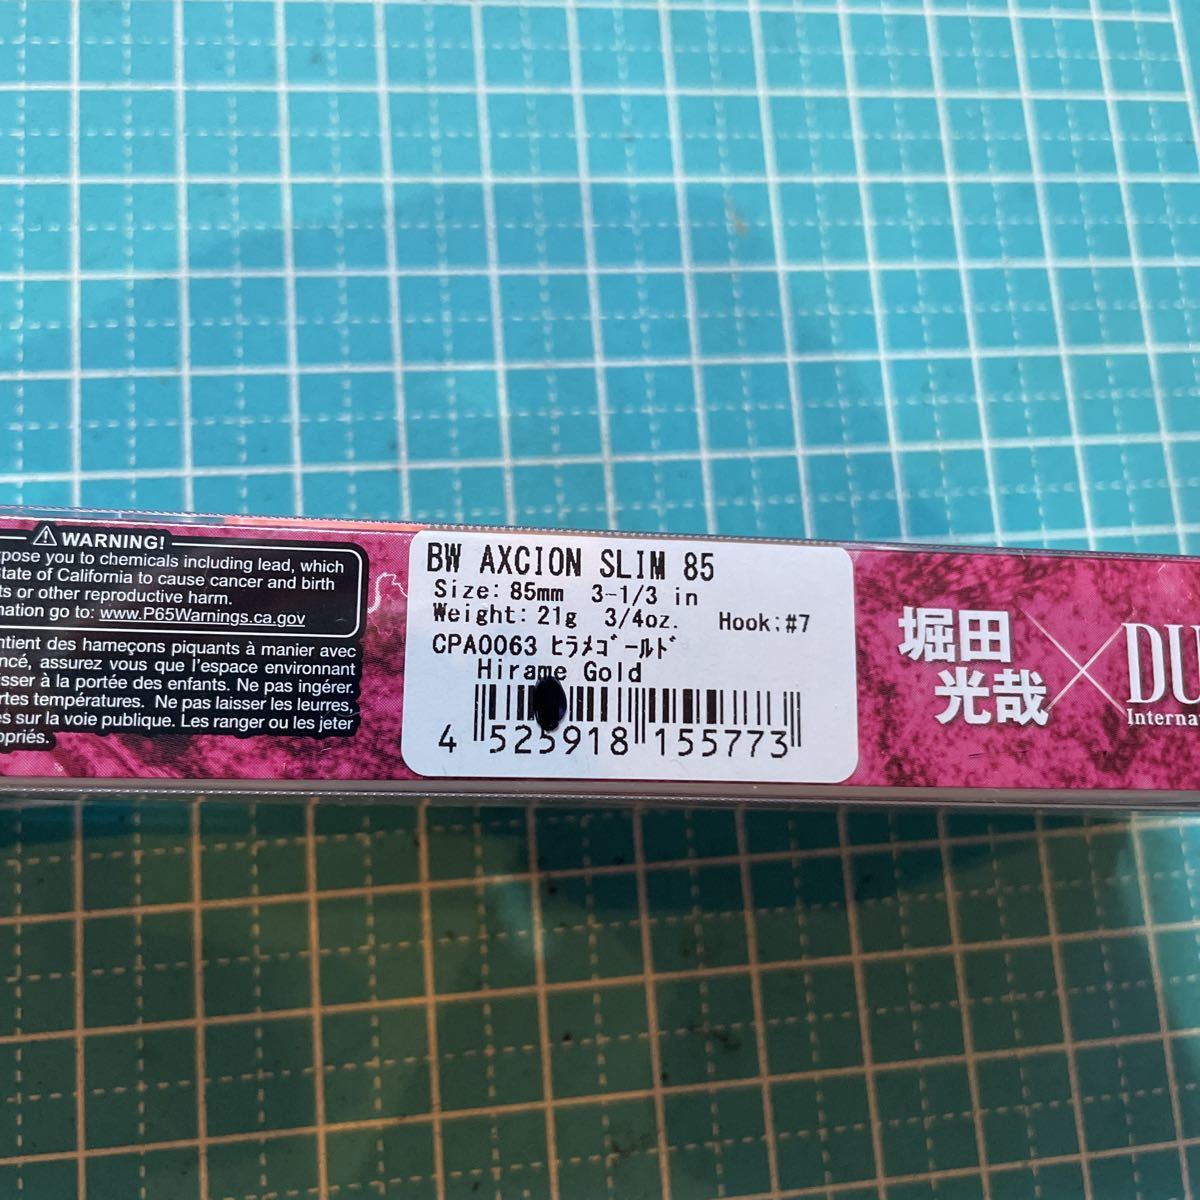 WARNING!
pose you to chemicals including lead, which
State of California to cause cancer and birth
ts or other reproductive harm.
mation go to: www.P65Warnings.ca.gov
ntient des hameçons piquants à manier avec
ncé, assurez vous que l'espace environnant
isser à la portée des enfants. Ne pas ingérer.
rtes températures. Ne pas laisser les leurres,
és sur la voie publique. Les ranger ou les jeter
opriés.
BW AXCION SLIM 85
Size: 85mm 3-1/3 in
Weight: 21g 3/4oz. Hook:#7
CPA0063 ﾋﾗﾒｺﾞｰﾙﾄﾞ
Hirame Gold
4 525918 155773
堀田
光哉
×
DU
Interna